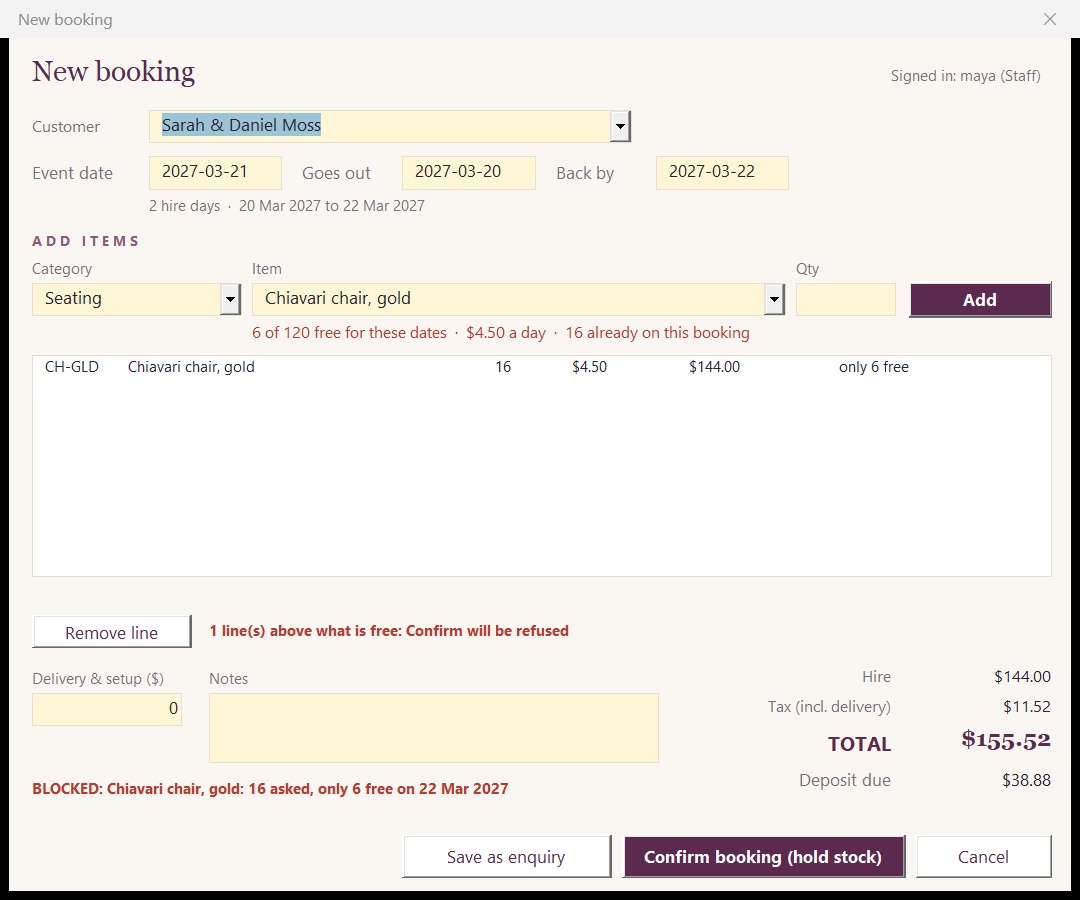 New booking
New booking
Signed in: maya (Staff)
Customer Sarah & Daniel Moss
Event date 2027-03-21 Goes out 2027-03-20 Back by 2027-03-22
2 hire days · 20 Mar 2027 to 22 Mar 2027
ADD ITEMS
Category Item Qty
Seating Chiavari chair, gold Add
6 of 120 free for these dates · $4.50 a day · 16 already on this booking
CH-GLD Chiavari chair, gold 16 $4.50 $144.00 only 6 free
Remove line 1 line(s) above what is free: Confirm will be refused
Delivery & setup ($) Notes Hire $144.00
0 Tax (incl. delivery) $11.52
TOTAL $155.52
BLOCKED: Chiavari chair, gold: 16 asked, only 6 free on 22 Mar 2027 Deposit due $38.88
Save as enquiry Confirm booking (hold stock) Cancel